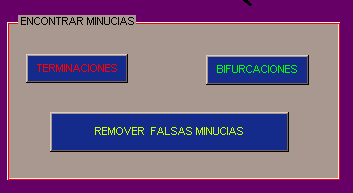 ENCONTRAR MINUCIAS
TERMINACIONES
BIFURCACIONES
REMOVER FALSAS MINUCIAS